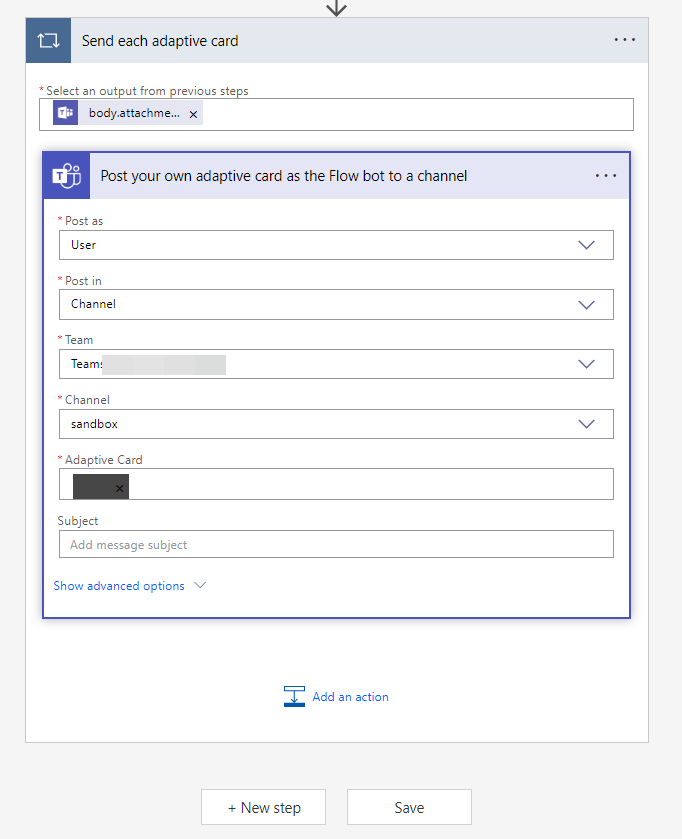 Send each adaptive card
* Select an output from previous steps
body.attachme... ×
Post your own adaptive card as the Flow bot to a channel
* Post as
User
* Post in
Channel
* Team
Teams
* Channel
sandbox
* Adaptive Card
×
Subject
Add message subject
Show advanced options
Add an action
+ New step
Save